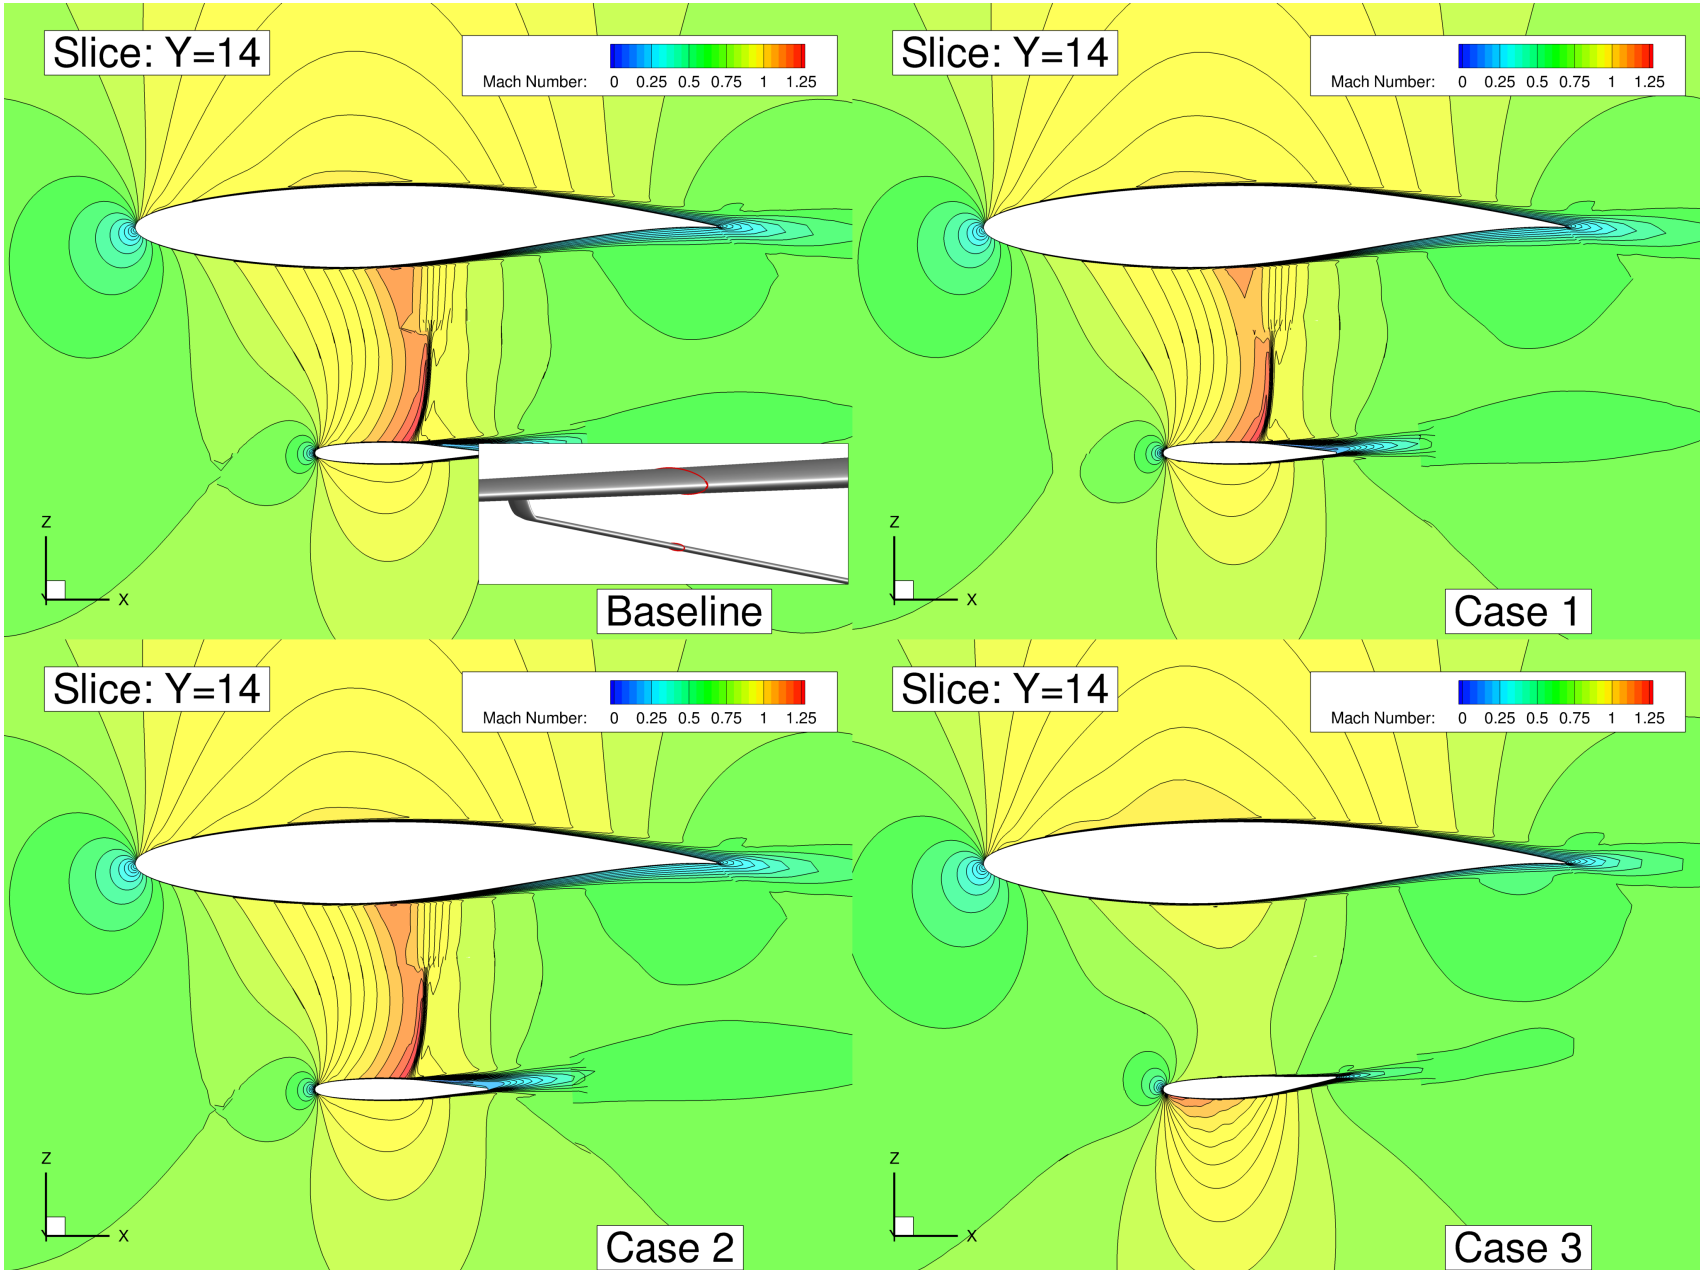 Slice: Y=14
Mach Number: 0 0.25 0.5 0.75 1 1.25
Z
Y X
Baseline
Slice: Y=14
Mach Number: 0 0.25 0.5 0.75 1 1.25
Z
Y X
Case 1
Slice: Y=14
Mach Number: 0 0.25 0.5 0.75 1 1.25
Z
Y X
Case 2
Slice: Y=14
Mach Number: 0 0.25 0.5 0.75 1 1.25
Z
Y X
Case 3